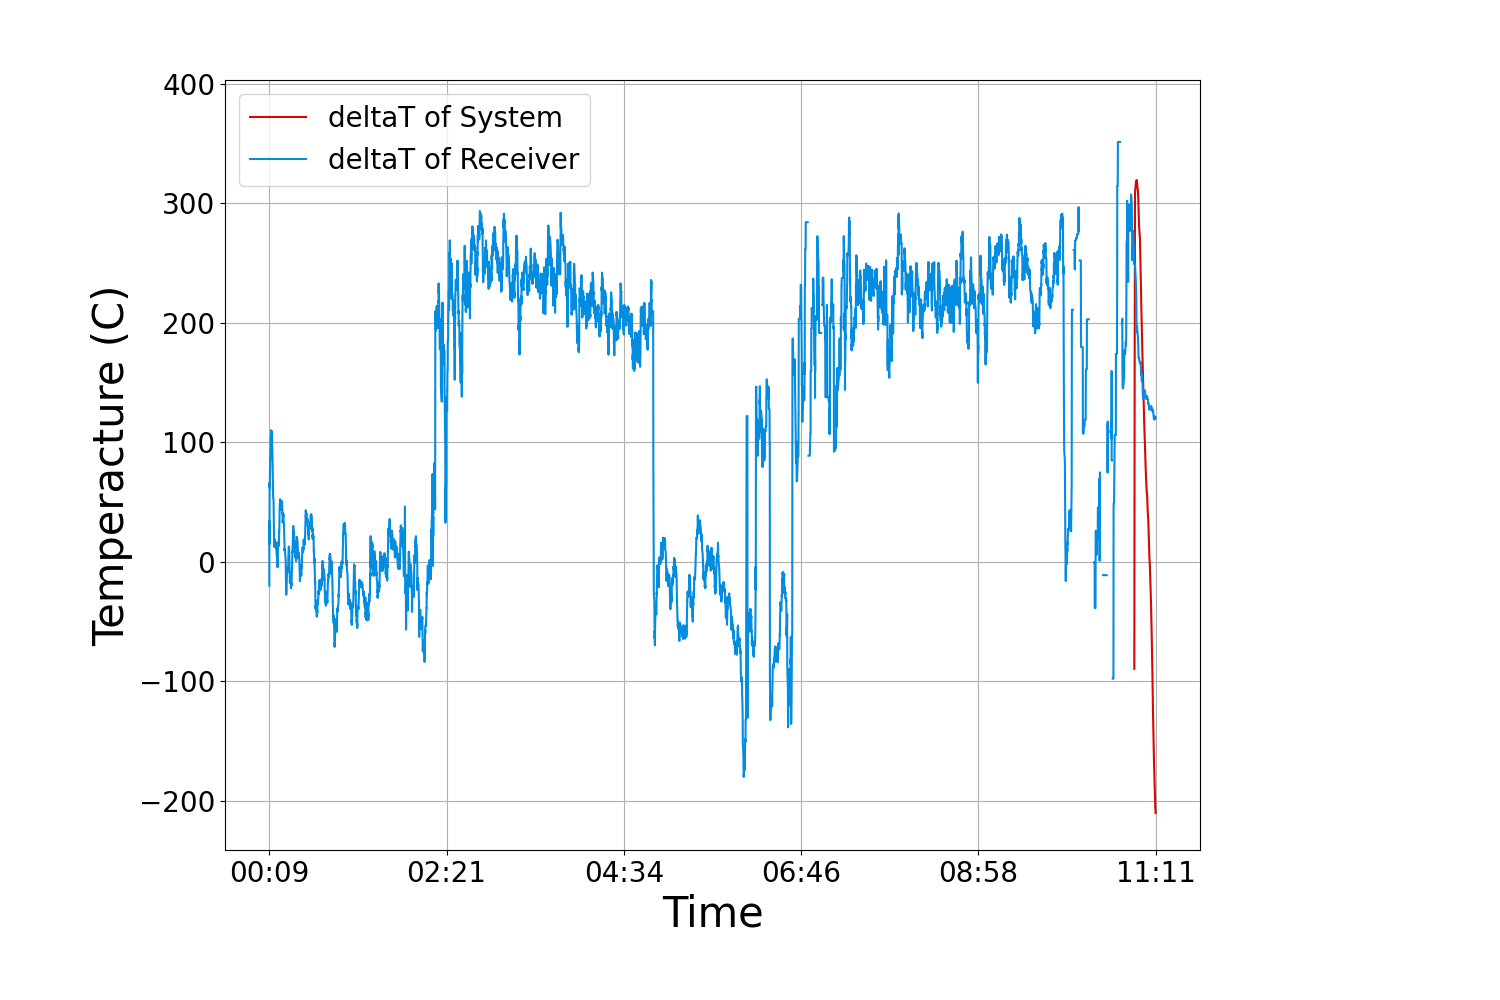 400
300
200
100
0
−100
−200
deltaT of System
deltaT of Receiver
Temperacture (C)
00:09 02:21 04:34 06:46 08:58 11:11
Time